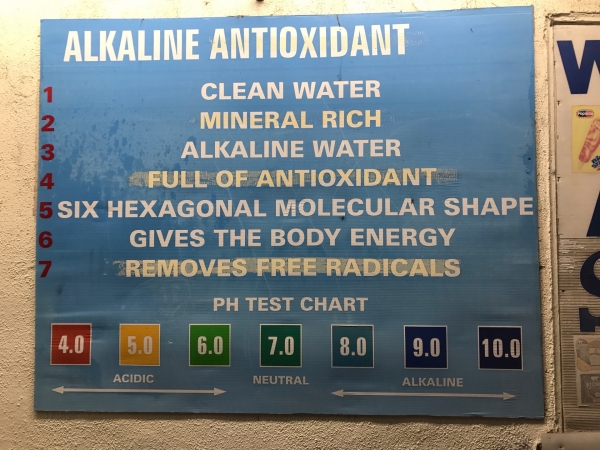 ALKALINE ANTIOXIDANT
1 CLEAN WATER
2 MINERAL RICH
3 ALKALINE WATER
4 FULL OF ANTIOXIDANT
5 SIX HEXAGONAL MOLECULAR SHAPE
6 GIVES THE BODY ENERGY
7 REMOVES FREE RADICALS
PH TEST CHART
4.0 5.0 6.0 7.0 8.0 9.0 10.0
ACIDIC NEUTRAL ALKALINE
W